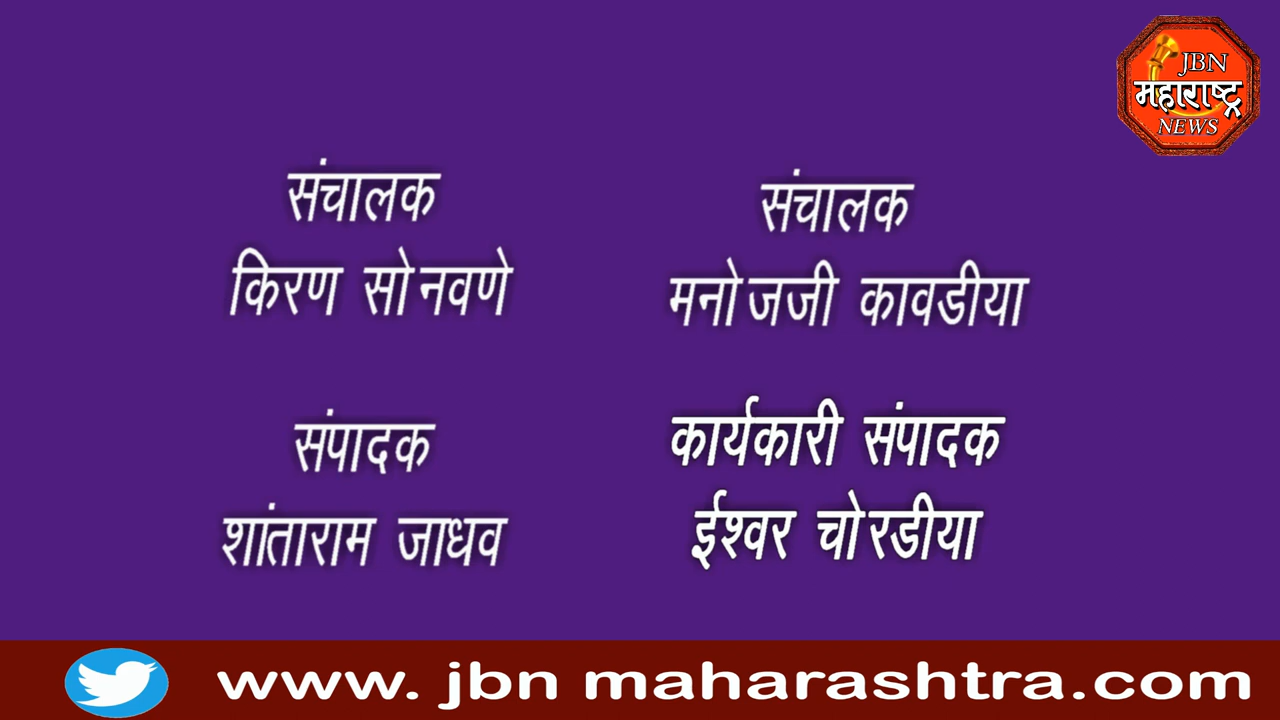 JBN
महाराष्ट्र
NEWS
संचालक
किरण सोनवणे
संचालक
मनोजजी कावडीया
संपादक
शांताराम जाधव
कार्यकारी संपादक
ईश्वर चोरडीया
www. jbn maharashtra.com